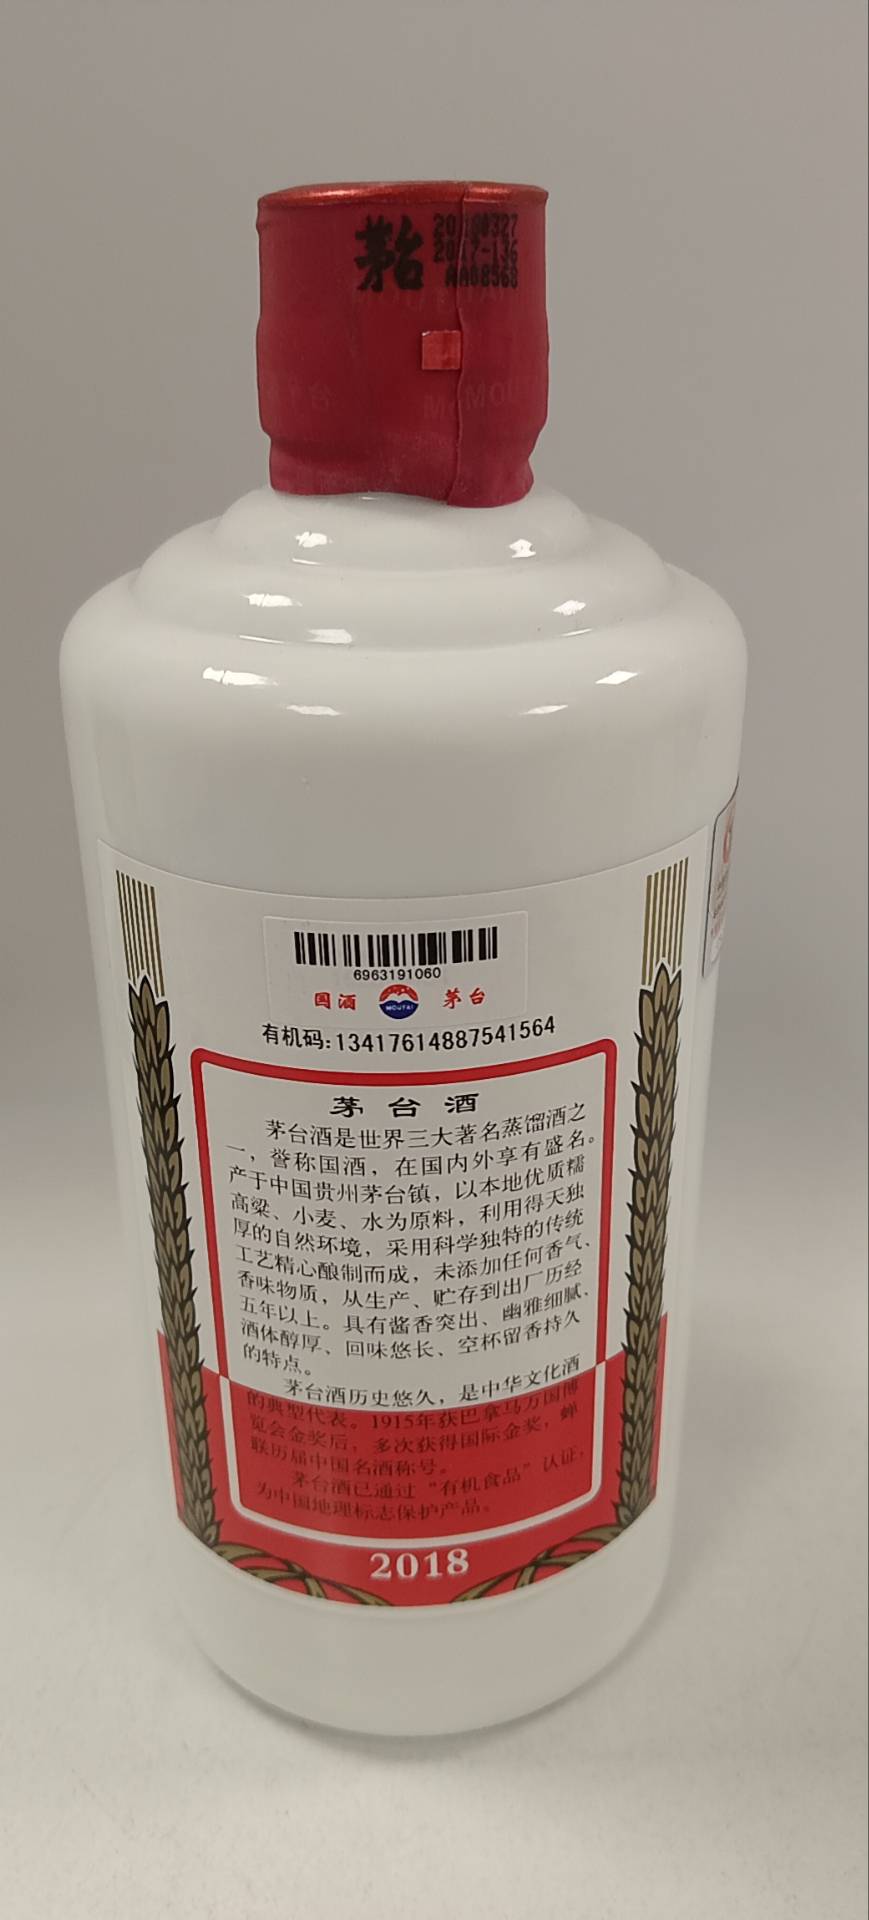 茅台
20180327
2017-136
AA08568
6963191060
国酒 MOUTAI 茅台
有机码:13417614887541564
茅台酒
茅台酒是世界三大著名蒸馏酒之
一，誉称国酒，在国内外享有盛名。
产于中国贵州茅台镇，以本地优质糯
高粱、小麦、水为原料，利用得天独
厚的自然环境，采用科学独特的传统
工艺精心酿制而成，未添加任何香气、
香味物质，从生产、贮存到出厂历经
五年以上。具有酱香突出、幽雅细腻、
酒体醇厚、回味悠长、空杯留香持久
的特点。
茅台酒历史悠久，是中华文化酒
的典型代表。1915年获巴拿马万国博
览会金奖后，多次获得国际金奖，蝉
联历届中国名酒称号。
茅台酒已通过“有机食品”认证，
为中国地理标志保护产品。
2018